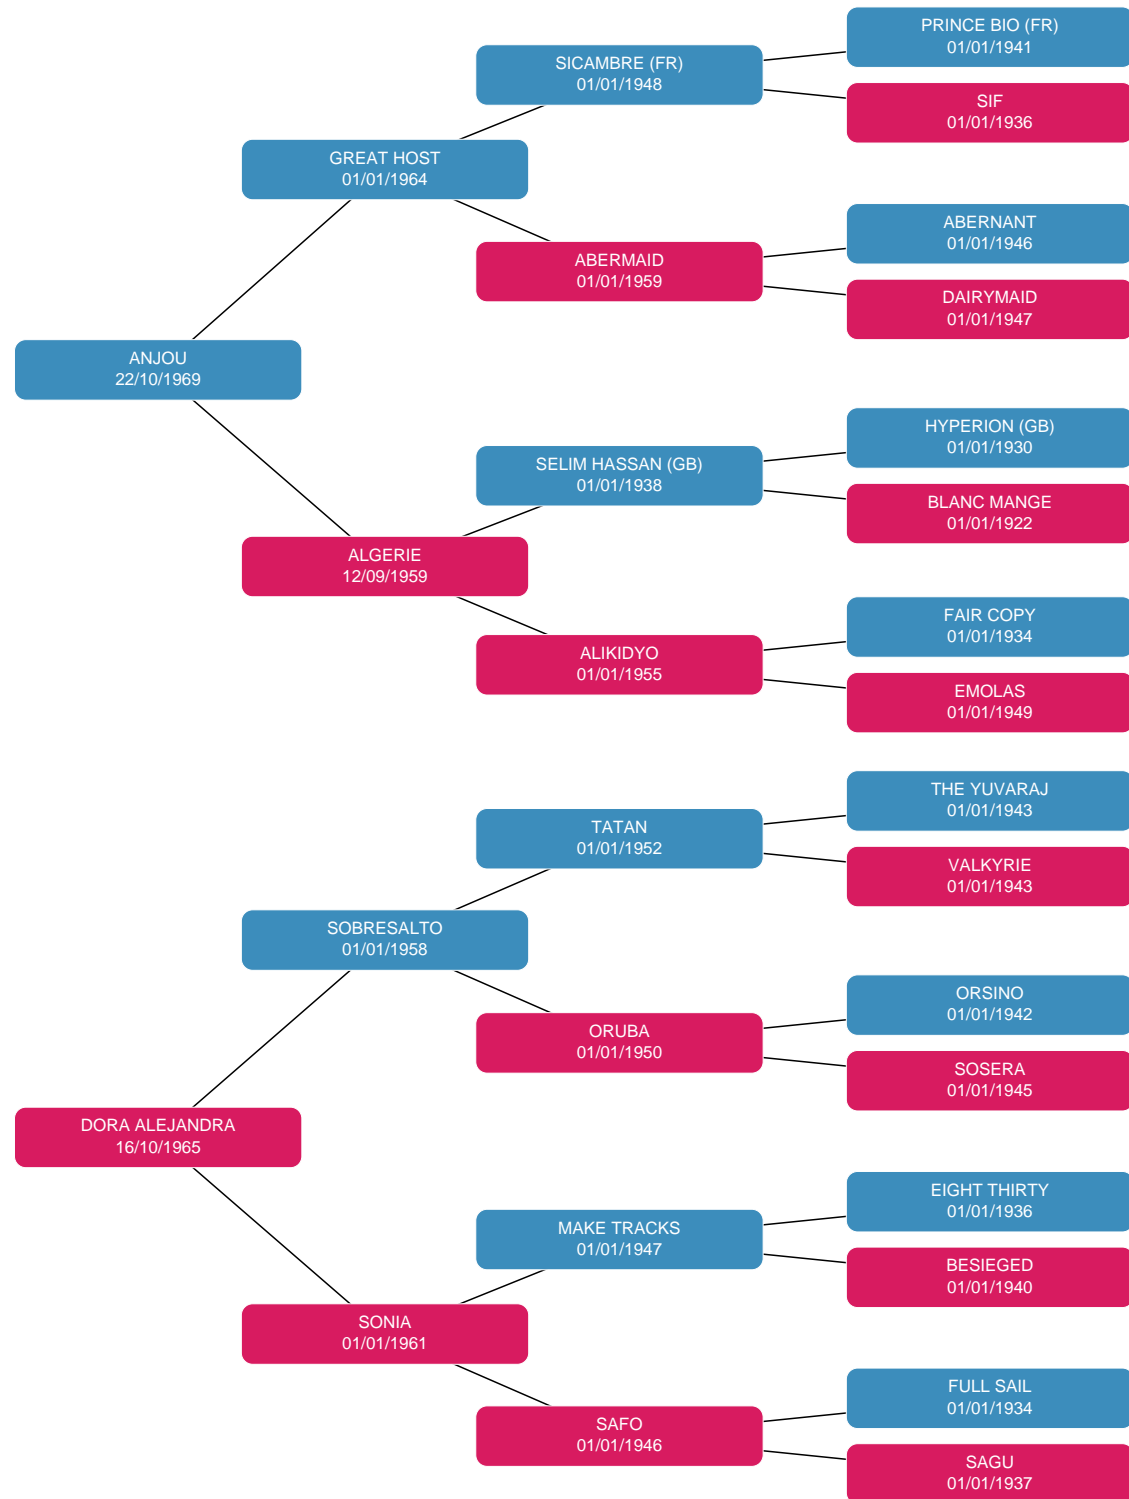 PRINCE BIO (FR)
01/01/1941
SICAMBRE (FR)
01/01/1948
SIF
01/01/1936
GREAT HOST
01/01/1964
ABERNANT
01/01/1946
ABERMAID
01/01/1959
DAIRYMAID
01/01/1947
ANJOU
22/10/1969
HYPERION (GB)
01/01/1930
SELIM HASSAN (GB)
01/01/1938
BLANC MANGE
01/01/1922
ALGERIE
12/09/1959
FAIR COPY
01/01/1934
ALIKIDYO
01/01/1955
EMOLAS
01/01/1949
THE YUVARAJ
01/01/1943
TATAN
01/01/1952
VALKYRIE
01/01/1943
SOBRESALTO
01/01/1958
ORSINO
01/01/1942
ORUBA
01/01/1950
SOSERA
01/01/1945
DORA ALEJANDRA
16/10/1965
EIGHT THIRTY
01/01/1936
MAKE TRACKS
01/01/1947
BESIEGED
01/01/1940
SONIA
01/01/1961
FULL SAIL
01/01/1934
SAFO
01/01/1946
SAGU
01/01/1937